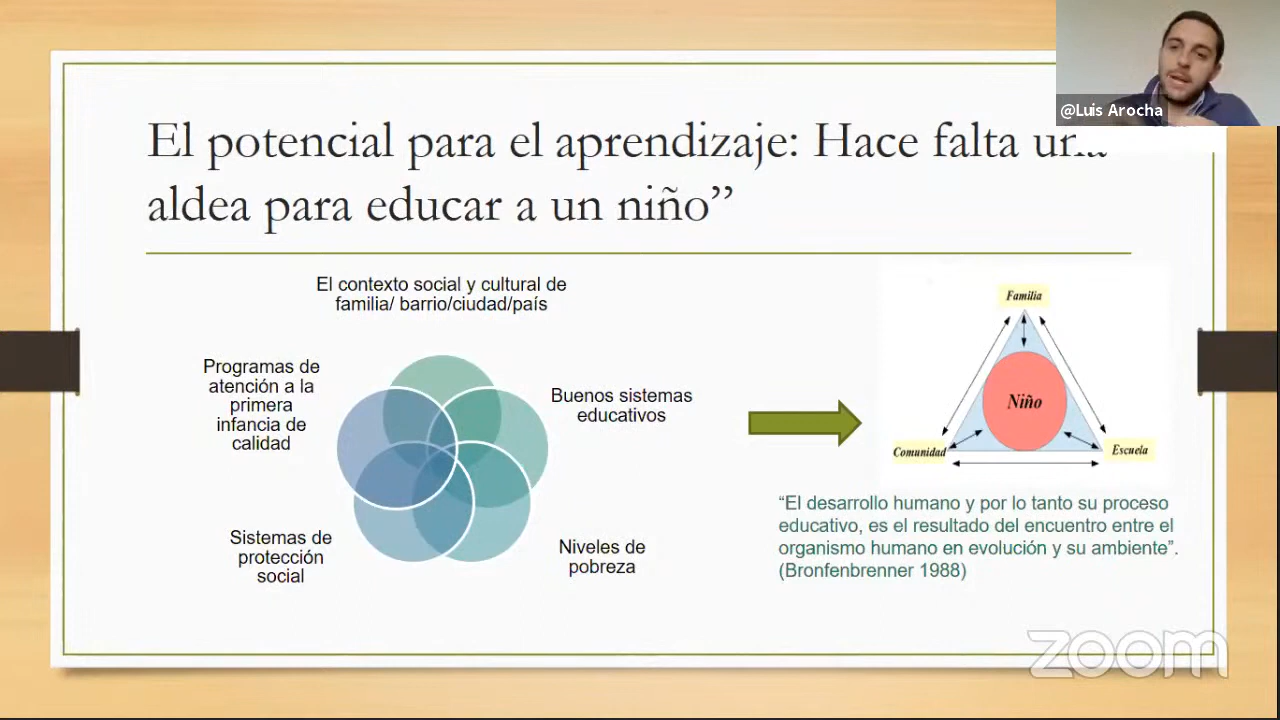 @Luis Arocha
El potencial para el aprendizaje: Hace falta una
aldea para educar a un niño”
El contexto social y cultural de
familia/ barrio/ciudad/país
Programas de
atención a la
primera
infancia de
calidad
Buenos sistemas
educativos
Sistemas de
protección
social
Niveles de
pobreza
Familia
Niño
Comunidad
Escuela
“El desarrollo humano y por lo tanto su proceso
educativo, es el resultado del encuentro entre el
organismo humano en evolución y su ambiente”.
(Bronfenbrenner 1988)
zoom